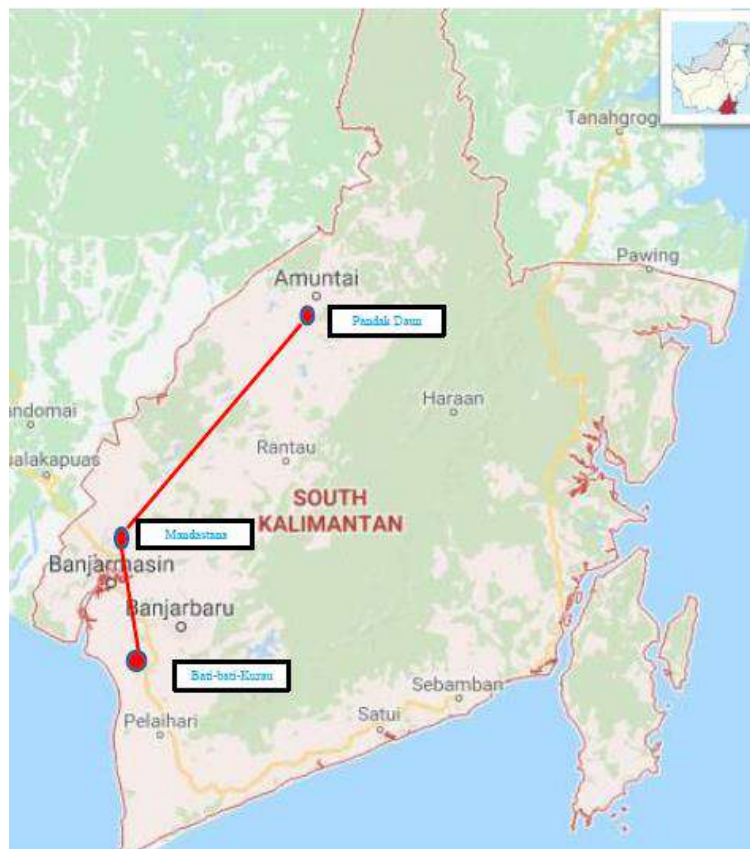 Tanahgrogo
Pawing
Amuntai
Pandak Daun
Haraan
andomai
Rantau
ualakapuas
SOUTH
KALIMANTAN
Mandastana
Banjarmasin
Banjarbaru
Bati-bati-Kurau
Sebamban
Pelaihari
Satui